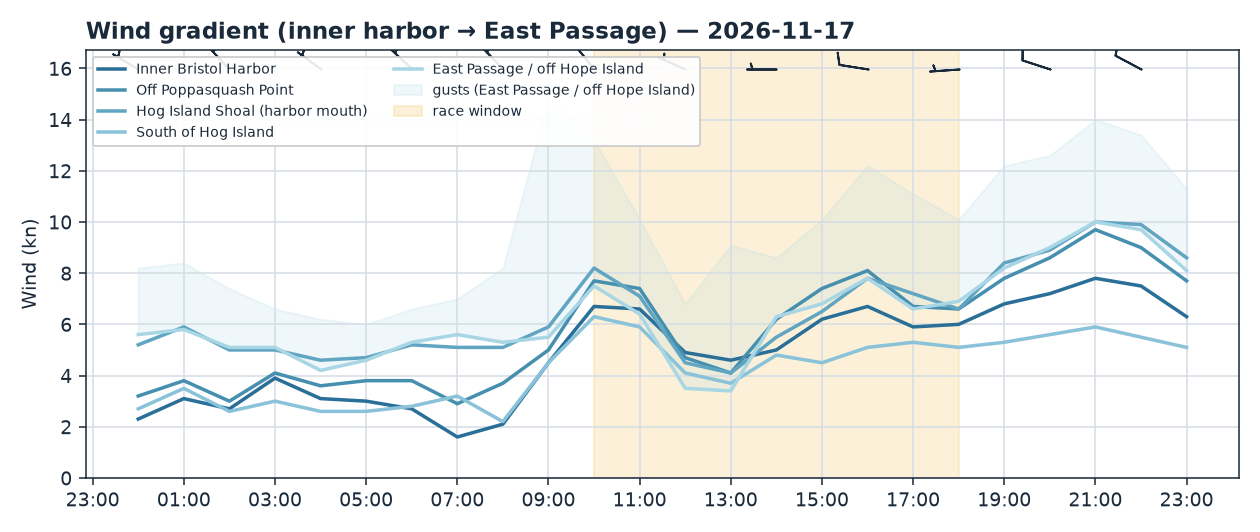 Wind gradient (inner harbor → East Passage) — 2026-11-17
Wind (kn)
16
14
12
10
8
6
4
2
0
Inner Bristol Harbor
Off Poppasquash Point
Hog Island Shoal (harbor mouth)
South of Hog Island
East Passage / off Hope Island
gusts (East Passage / off Hope Island)
race window
23:00 01:00 03:00 05:00 07:00 09:00 11:00 13:00 15:00 17:00 19:00 21:00 23:00